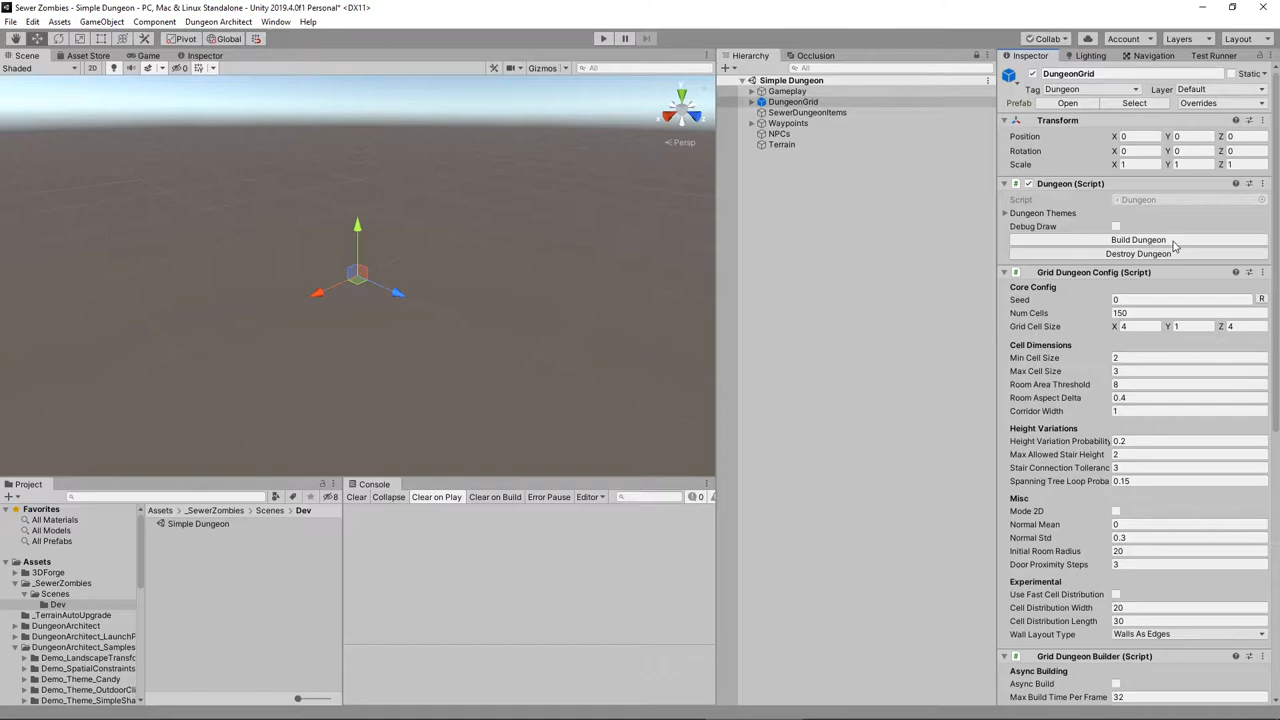 Sewer Zombies - Simple Dungeon - PC, Mac & Linux Standalone - Unity 2019.4.0f1 Personal* <DX11>
File Edit Assets GameObject Component Dungeon Architect Window Help
Pivot Global Collab Account Layers Layout
Scene Asset Store Game Inspector
Shaded 2D 0 Gizmos All
y
x z
Persp
Hierarchy Occlusion
All
Simple Dungeon
Gameplay
DungeonGrid
SewerDungeonItems
Waypoints
NPCs
Terrain
Inspector Lighting Navigation Test Runner
DungeonGrid Static
Tag Dungeon Layer Default
Prefab Open Select Overrides
Transform
Position X 0 Y 0 Z 0
Rotation X 0 Y 0 Z 0
Scale X 1 Y 1 Z 1
# Dungeon (Script)
Script Dungeon
Dungeon Themes
Debug Draw
Build Dungeon
Destroy Dungeon
# Grid Dungeon Config (Script)
Core Config
Seed 0 R
Num Cells 150
Grid Cell Size X 4 Y 1 Z 4
Cell Dimensions
Min Cell Size 2
Max Cell Size 3
Room Area Threshold 8
Room Aspect Delta 0.4
Corridor Width 1
Height Variations
Height Variation Probability 0.2
Max Allowed Stair Height 2
Stair Connection Tolleranc 3
Spanning Tree Loop Proba 0.15
Misc
Mode 2D
Normal Mean 0
Normal Std 0.3
Initial Room Radius 20
Door Proximity Steps 3
Experimental
Use Fast Cell Distribution
Cell Distribution Width 20
Cell Distribution Length 30
Wall Layout Type Walls As Edges
# Grid Dungeon Builder (Script)
Async Building
Async Build
Max Build Time Per Frame 32
Project
8
Favorites
All Materials
All Models
All Prefabs
Assets
3DForge
_SewerZombies
Scenes
Dev
_TerrainAutoUpgrade
DungeonArchitect
DungeonArchitect_LaunchP
DungeonArchitect_Samples
Demo_LandscapeTransfo
Demo_SpatialConstraints
Demo_Theme_Candy
Demo_Theme_OutdoorCli
Demo_Theme_SimpleSha
Assets > _SewerZombies > Scenes > Dev
Simple Dungeon
Console
Clear Collapse Clear on Play Clear on Build Error Pause Editor 0